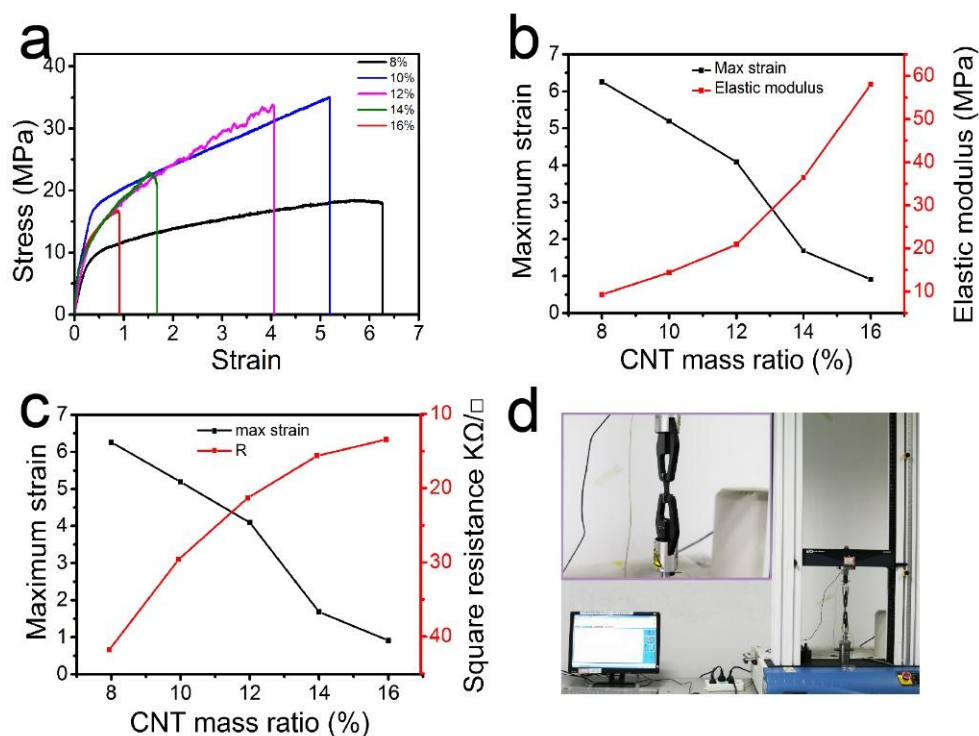 a
40
30
20
10
0
Stress (MPa)
8%
10%
12%
14%
16%
0 1 2 3 4 5 6 7
Strain
b
7
6
5
4
3
2
1
0
Maximum strain
Max strain
Elastic modulus
60
50
40
30
20
10
Elastic modulus (MPa)
8 10 12 14 16
CNT mass ratio (%)
c
7
6
5
4
3
2
1
0
Maximum strain
max strain
R
10
20
30
40
Square resistance KΩ/□
8 10 12 14 16
CNT mass ratio (%)
d